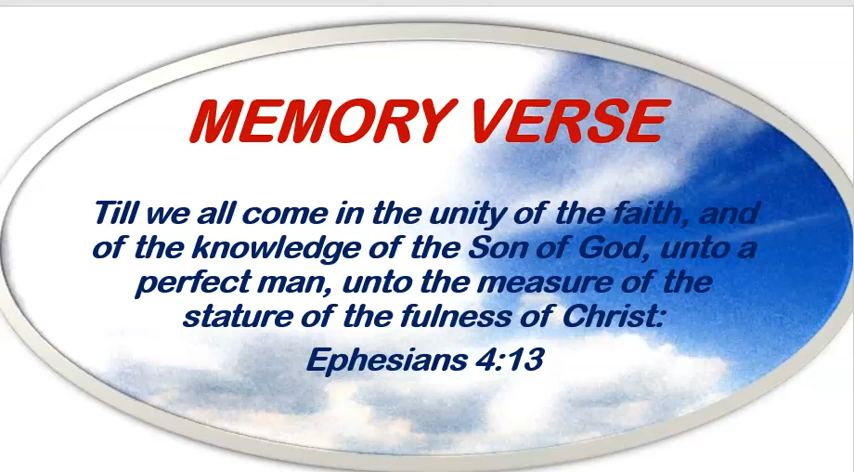 MEMORY VERSE
Till we all come in the unity of the faith, and
of the knowledge of the Son of God, unto a
perfect man, unto the measure of the
stature of the fulness of Christ:
Ephesians 4:13